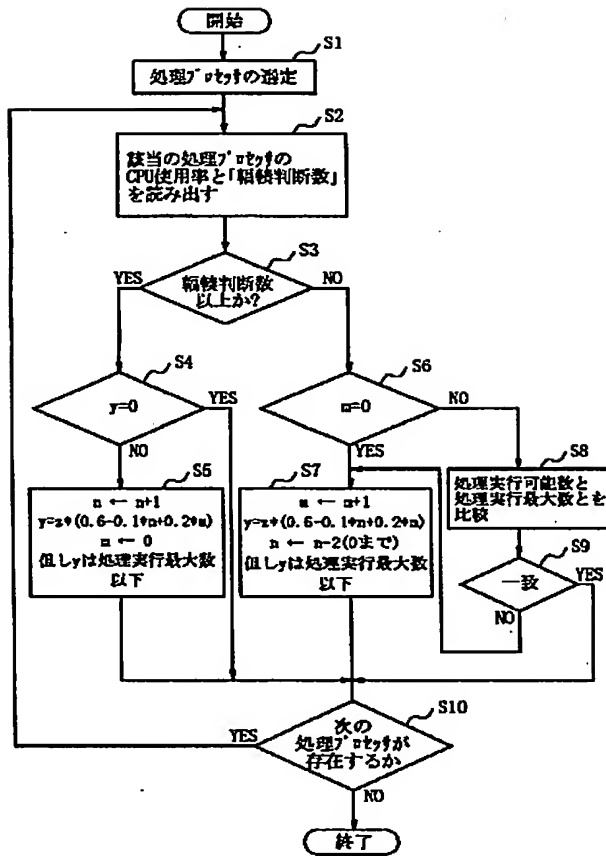 開始
S1
処理ﾌﾟﾛｾｯｻの選定
S2
該当の処理ﾌﾟﾛｾｯｻの
CPU使用率と「輻輳判断数」
を読み出す
S3
YES
NO
輻輳判断数
以上か?
S4
S6
y=0
YES
NO
m=0
NO
YES
S5
S7
S8
n ← n+1
y=z*(0.6-0.1*n+0.2*m)
m ← 0
但しyは処理実行最大数
以下
m ← m+1
y=z*(0.6-0.1*n+0.2*m)
n ← n-2(0まで)
但しyは処理実行最大数
以下
処理実行可能数と
処理実行最大数とを
比較
S9
一致
YES
NO
S10
YES
次の
処理ﾌﾟﾛｾｯｻが
存在するか
NO
終了